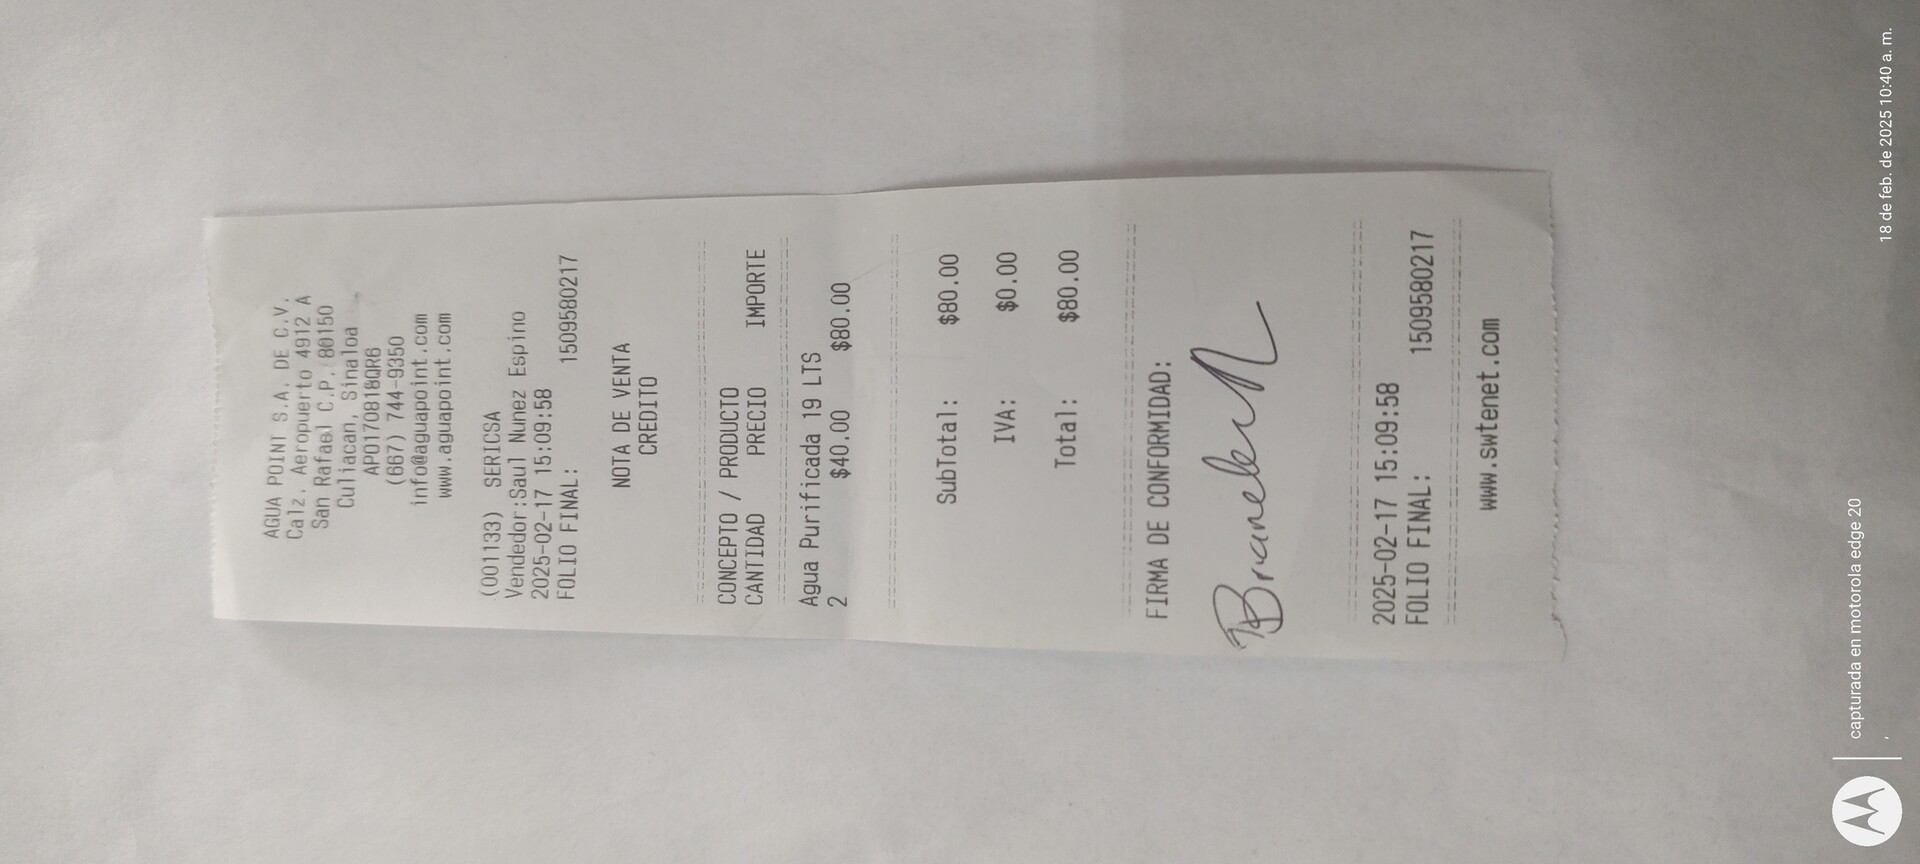 AGUA POINT S.A. DE C.V.
Calz. Aeropuerto 4912 A
San Rafael C.P. 80150
Culiacan, Sinaloa
APO170818QR6
(667) 744-9350
info@aguapoint.com
www.aguapoint.com
(001133) SERICSA
Vendedor:Saul Nunez Espino
2025-02-17 15:09:58
FOLIO FINAL: 1509580217
NOTA DE VENTA
CREDITO
CONCEPTO / PRODUCTO
CANTIDAD PRECIO IMPORTE
Agua Purificada 19 LTS
2 $40.00 $80.00
SubTotal: $80.00
IVA: $0.00
Total: $80.00
FIRMA DE CONFORMIDAD:
2025-02-17 15:09:58
FOLIO FINAL: 1509580217
www.swtenet.com
capturada en motorola edge 20
,
18 de feb. de 2025 10:40 a. m.